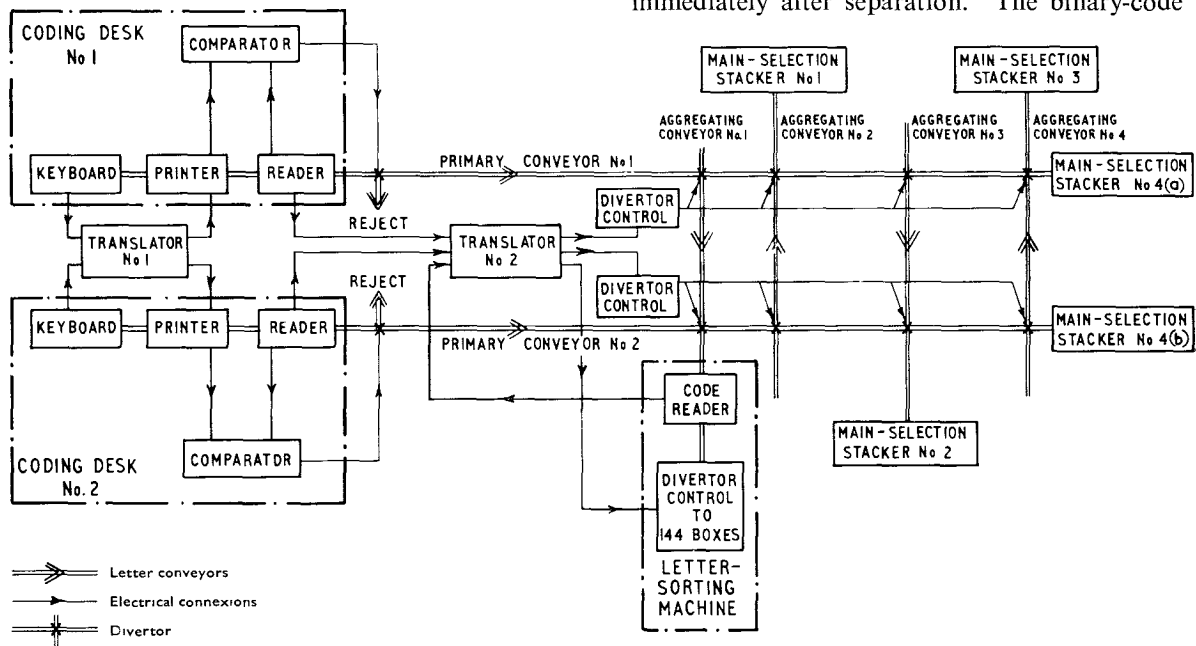 immediately after separation. The binary-code
CODING DESK
No 1
COMPARATOR
KEYBOARD
PRINTER
READER
TRANSLATOR
No 1
REJECT
PRIMARY CONVEYOR No 1
MAIN-SELECTION
STACKER No 1
MAIN-SELECTION
STACKER No 3
AGGREGATING
CONVEYOR No.1
AGGREGATING
CONVEYOR No 2
AGGREGATING
CONVEYOR No 3
AGGREGATING
CONVEYOR No 4
MAIN-SELECTION
STACKER No 4(a)
DIVERTOR
CONTROL
TRANSLATOR
No 2
DIVERTOR
CONTROL
REJECT
KEYBOARD
PRINTER
READER
PRIMARY CONVEYOR No 2
MAIN-SELECTION
STACKER No 4(b)
COMPARATOR
CODING DESK
No. 2
CODE
READER
MAIN-SELECTION
STACKER No 2
DIVERTOR
CONTROL
TO
144 BOXES
LETTER-
SORTING
MACHINE
Letter conveyors
Electrical connexions
Divertor